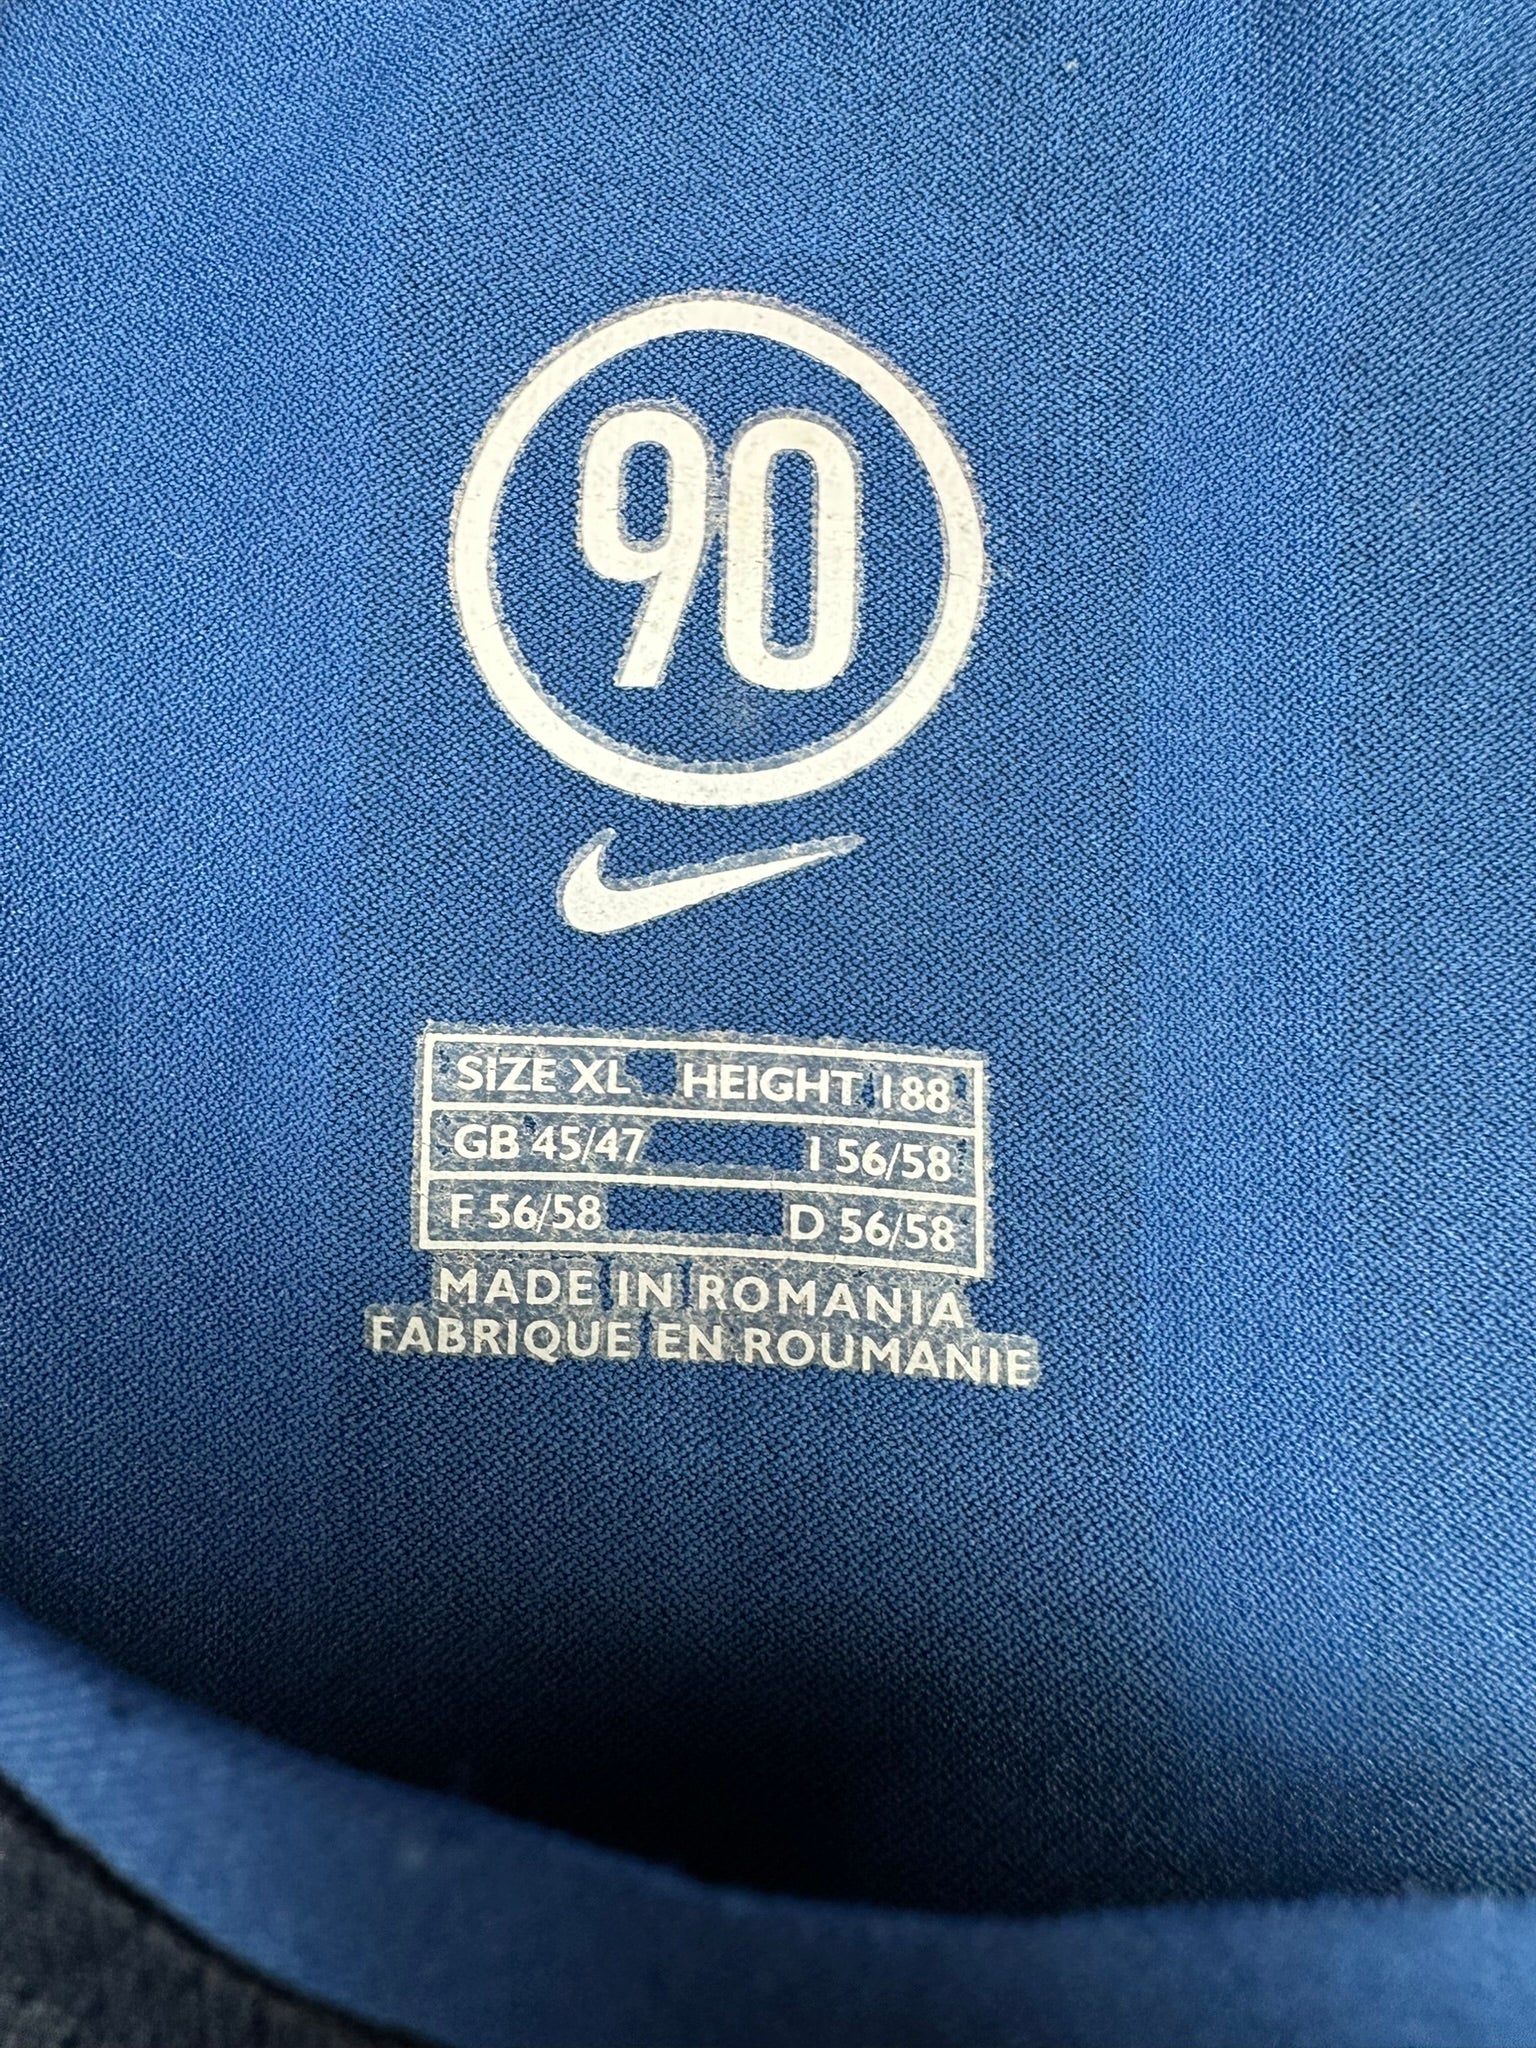 90
SIZE XL HEIGHT 188
GB 45/47 I 56/58
F 56/58 D 56/58
MADE IN ROMANIA
FABRIQUE EN ROUMANIE